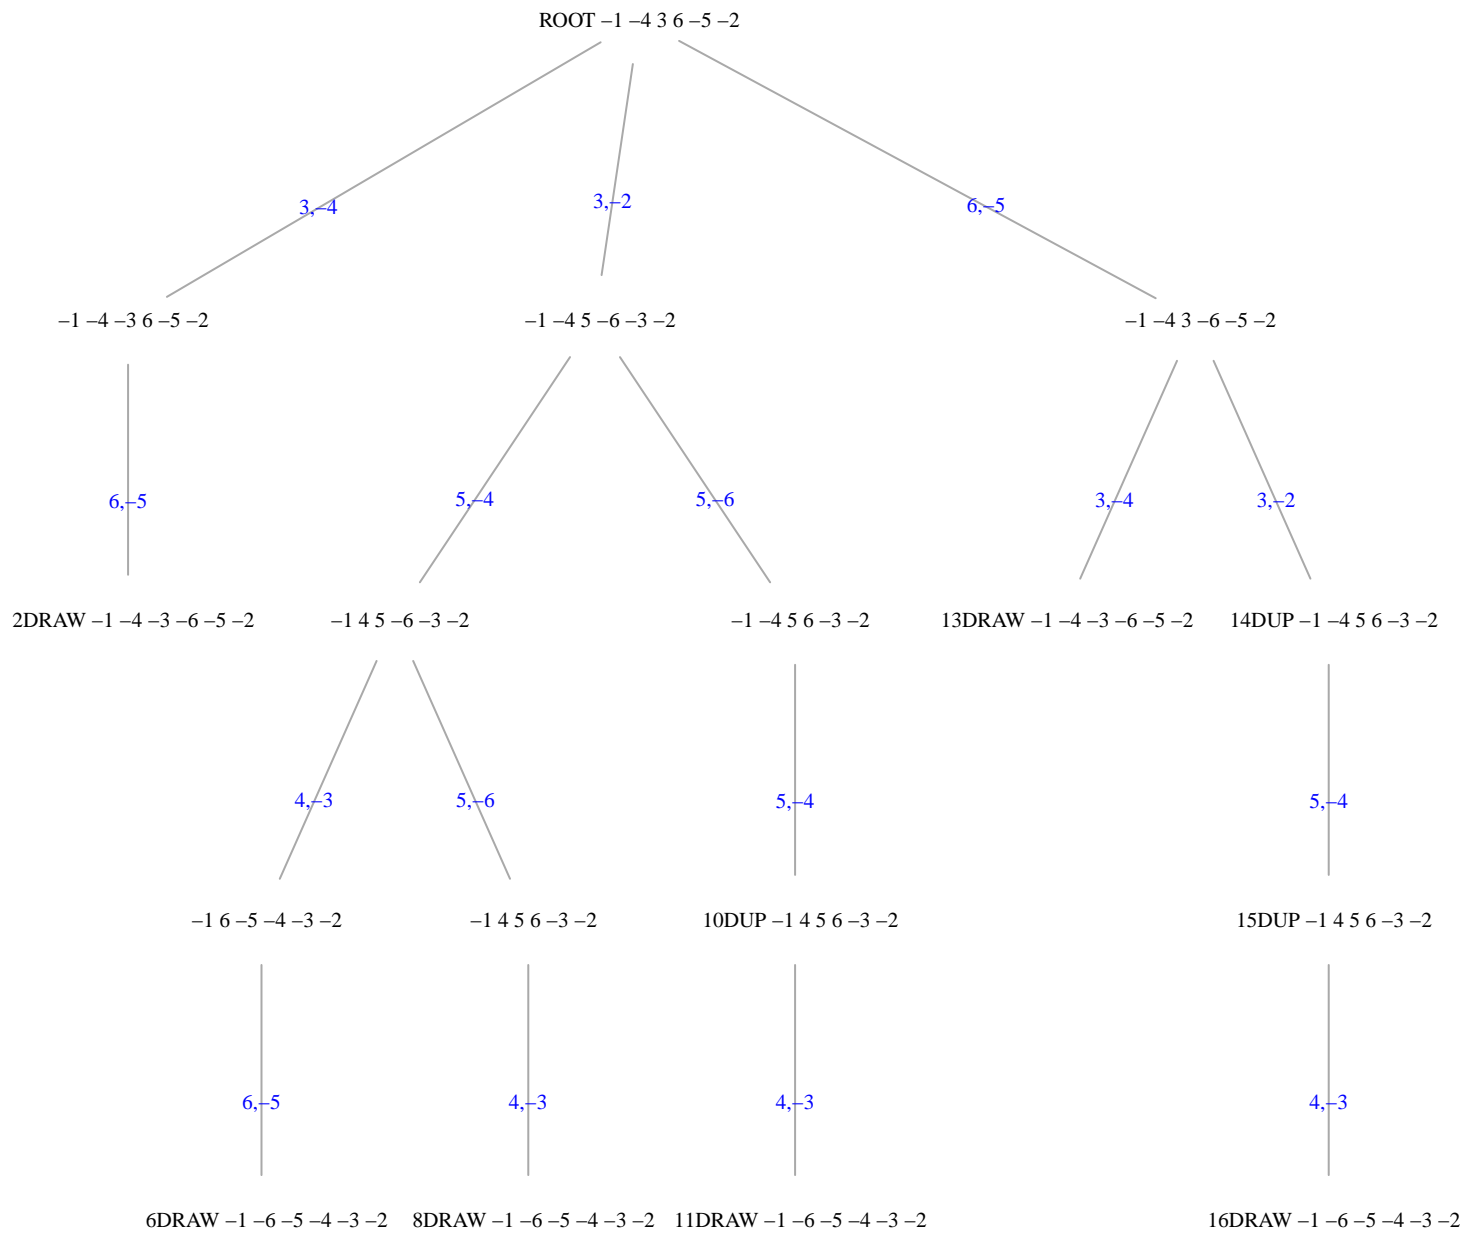 ROOT –1 –4 3 6 –5 –2
3,–4
3,–2
6,–5
–1 –4 –3 6 –5 –2
–1 –4 5 –6 –3 –2
–1 –4 3 –6 –5 –2
6,–5
5,–4
5,–6
3,–4
3,–2
2DRAW –1 –4 –3 –6 –5 –2
–1 4 5 –6 –3 –2
–1 –4 5 6 –3 –2
13DRAW –1 –4 –3 –6 –5 –2
14DUP –1 –4 5 6 –3 –2
4,–3
5,–6
5,–4
5,–4
–1 6 –5 –4 –3 –2
–1 4 5 6 –3 –2
10DUP –1 4 5 6 –3 –2
15DUP –1 4 5 6 –3 –2
6,–5
4,–3
4,–3
4,–3
6DRAW –1 –6 –5 –4 –3 –2
8DRAW –1 –6 –5 –4 –3 –2
11DRAW –1 –6 –5 –4 –3 –2
16DRAW –1 –6 –5 –4 –3 –2